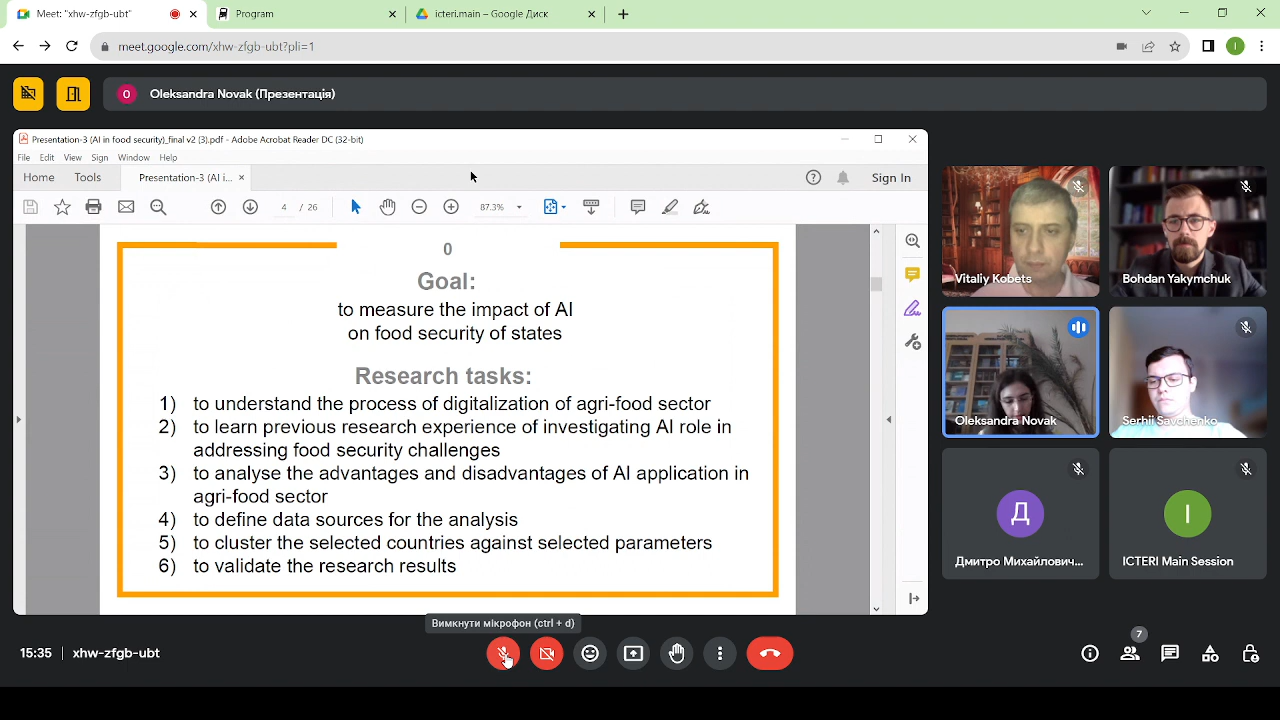 Meet: "xhw-zfgb-ubt"
Program
icteri.main – Google Диск
meet.google.com/xhw-zfgb-ubt?pli=1
I
O
Oleksandra Novak (Презентація)
Presentation-3 (AI in food security)_final v2 (3).pdf - Adobe Acrobat Reader DC (32-bit)
File Edit View Sign Window Help
Home Tools Presentation-3 (AI i... Sign In
4 / 26 87.3%
0
Goal:
to measure the impact of AI
on food security of states
Research tasks:
1) to understand the process of digitalization of agri-food sector
2) to learn previous research experience of investigating AI role in
addressing food security challenges
3) to analyse the advantages and disadvantages of AI application in
agri-food sector
4) to define data sources for the analysis
5) to cluster the selected countries against selected parameters
6) to validate the research results
Vitaliy Kobets
Bohdan Yakymchuk
Oleksandra Novak
Serhii Savchenko
Д
Дмитро Михайлович...
I
ICTERI Main Session
Вимкнути мікрофон (ctrl + d)
15:35 | xhw-zfgb-ubt
7